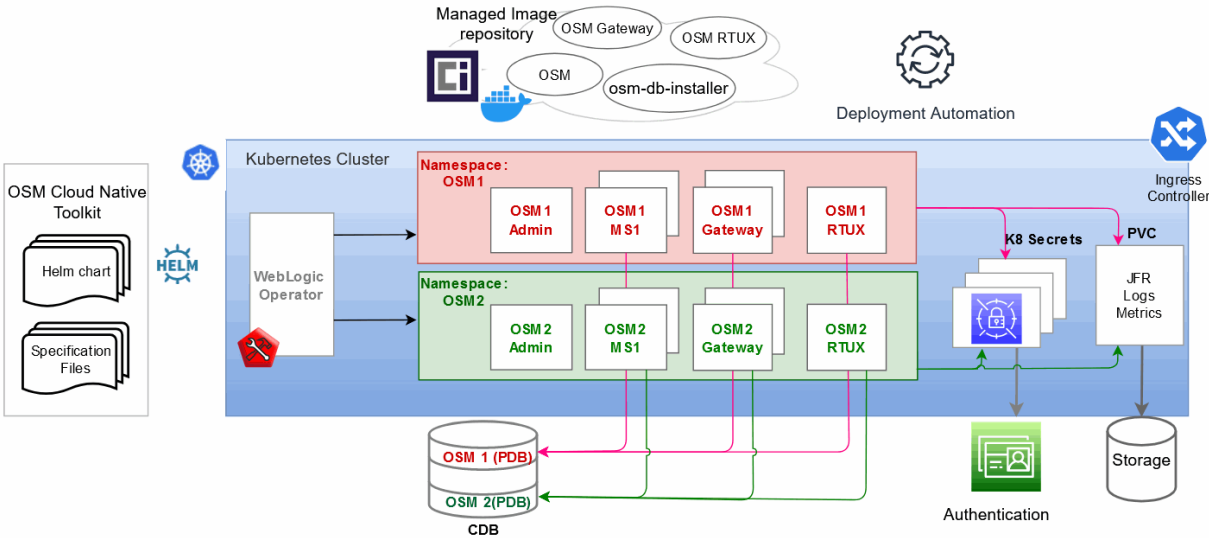 Managed Image
repository
OSM Gateway
OSM RTUX
OSM
osm-db-installer
Ci
Deployment Automation
Kubernetes Cluster
Ingress
Controller
OSM Cloud Native
Toolkit
Helm chart
Specification
Files
HELM
WebLogic
Operator
Namespace:
OSM1
OSM1
Admin
OSM1
MS1
OSM1
Gateway
OSM1
RTUX
Namespace:
OSM2
OSM2
Admin
OSM2
MS1
OSM2
Gateway
OSM2
RTUX
K8 Secrets
PVC
JFR
Logs
Metrics
OSM 1 (PDB)
OSM 2(PDB)
CDB
Authentication
Storage